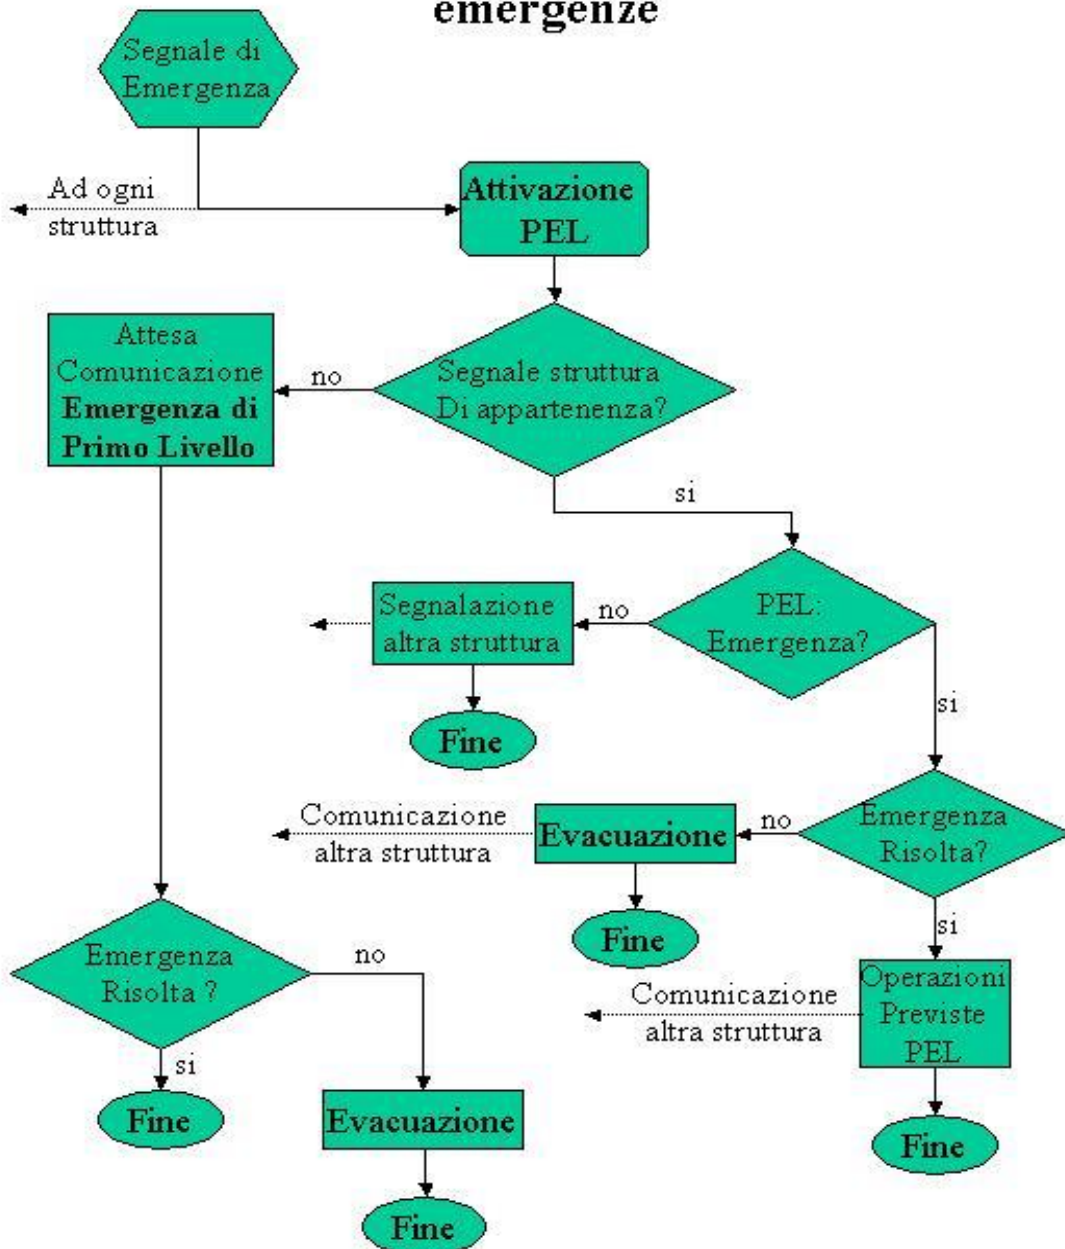 emergenze
Segnale di
Emergenza
Ad ogni
struttura
Attivazione
PEL
Attesa
Comunicazione
Emergenza di
Primo Livello
no
Segnale struttura
Di appartenenza?
si
Segnalazione
altra struttura
no
PEL:
Emergenza?
Fine
si
Comunicazione
altra struttura
Evacuazione
no
Emergenza
Risolta?
Fine
si
Emergenza
Risolta ?
no
Comunicazione
altra struttura
Operazioni
Previste
PEL
si
Fine
Evacuazione
Fine
Fine